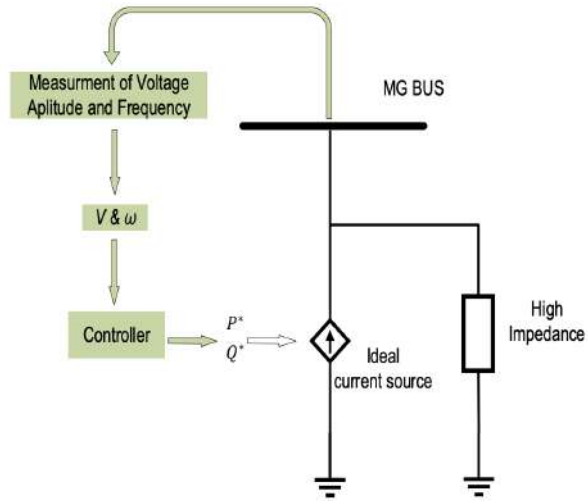 Measurment of Voltage
Aplitude and Frequency
MG BUS
V & ω
Controller
P*
Q*
Ideal
current source
High
Impedance